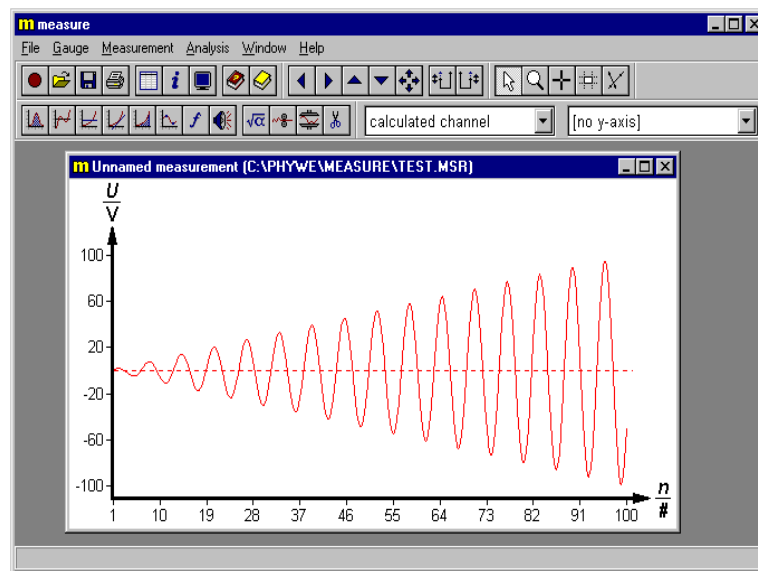 m measure
File Gauge Measurement Analysis Window Help
calculated channel [no y-axis]
m Unnamed measurement (C:\PHYWE\MEASURE\TEST.MSR)
U
V
100
60
20
-20
-60
-100
1 10 19 28 37 46 55 64 73 82 91 100
n
#